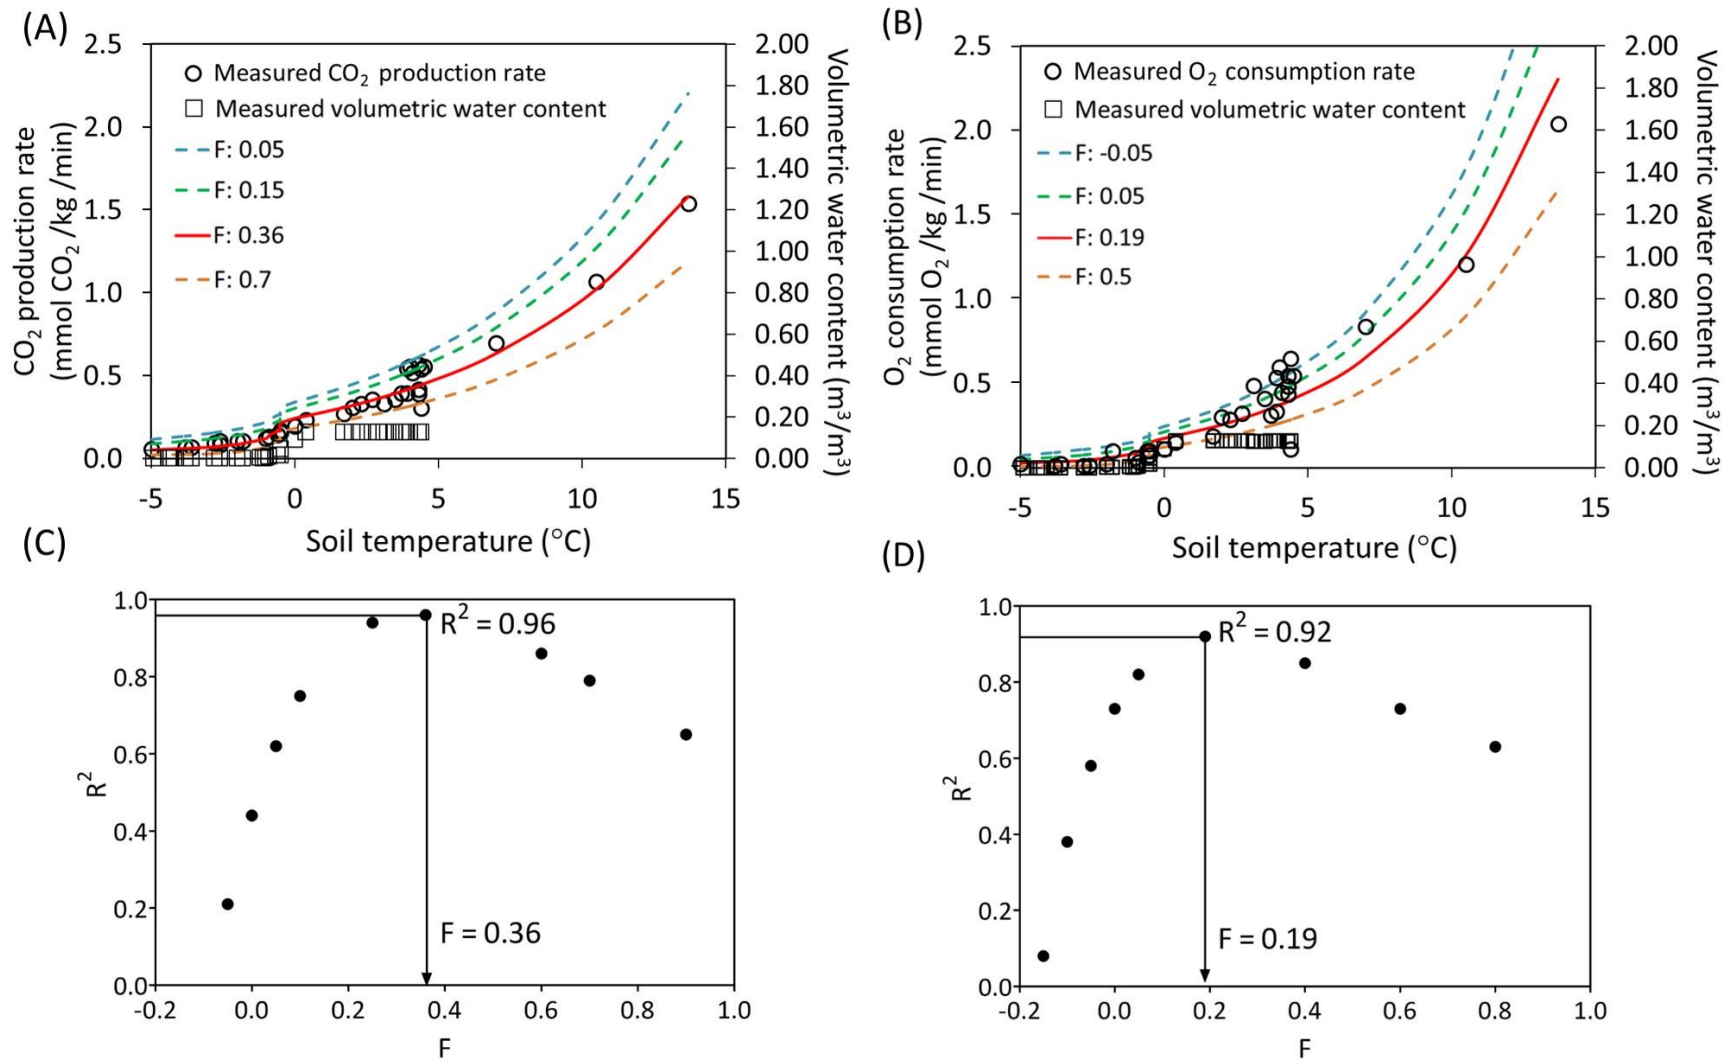 (A)
2.5
2.0
1.5
1.0
0.5
0.0
CO2 production rate
(mmol CO2 /kg /min)
Measured CO2 production rate
Measured volumetric water content
F: 0.05
F: 0.15
F: 0.36
F: 0.7
2.00
1.80
1.60
1.40
1.20
1.00
0.80
0.60
0.40
0.20
0.00
Volumetric water content (m3/m3)
-5
0
5
10
15
Soil temperature (°C)
(B)
2.5
2.0
1.5
1.0
0.5
0.0
O2 consumption rate
(mmol O2 /kg /min)
Measured O2 consumption rate
Measured volumetric water content
F: -0.05
F: 0.05
F: 0.19
F: 0.5
2.00
1.80
1.60
1.40
1.20
1.00
0.80
0.60
0.40
0.20
0.00
Volumetric water content (m3/m3)
-5
0
5
10
15
Soil temperature (°C)
(C)
1.0
0.8
0.6
0.4
0.2
0.0
R2
R2 = 0.96
F = 0.36
-0.2
0.0
0.2
0.4
0.6
0.8
1.0
F
(D)
1.0
0.8
0.6
0.4
0.2
0.0
R2
R2 = 0.92
F = 0.19
-0.2
0.0
0.2
0.4
0.6
0.8
1.0
F